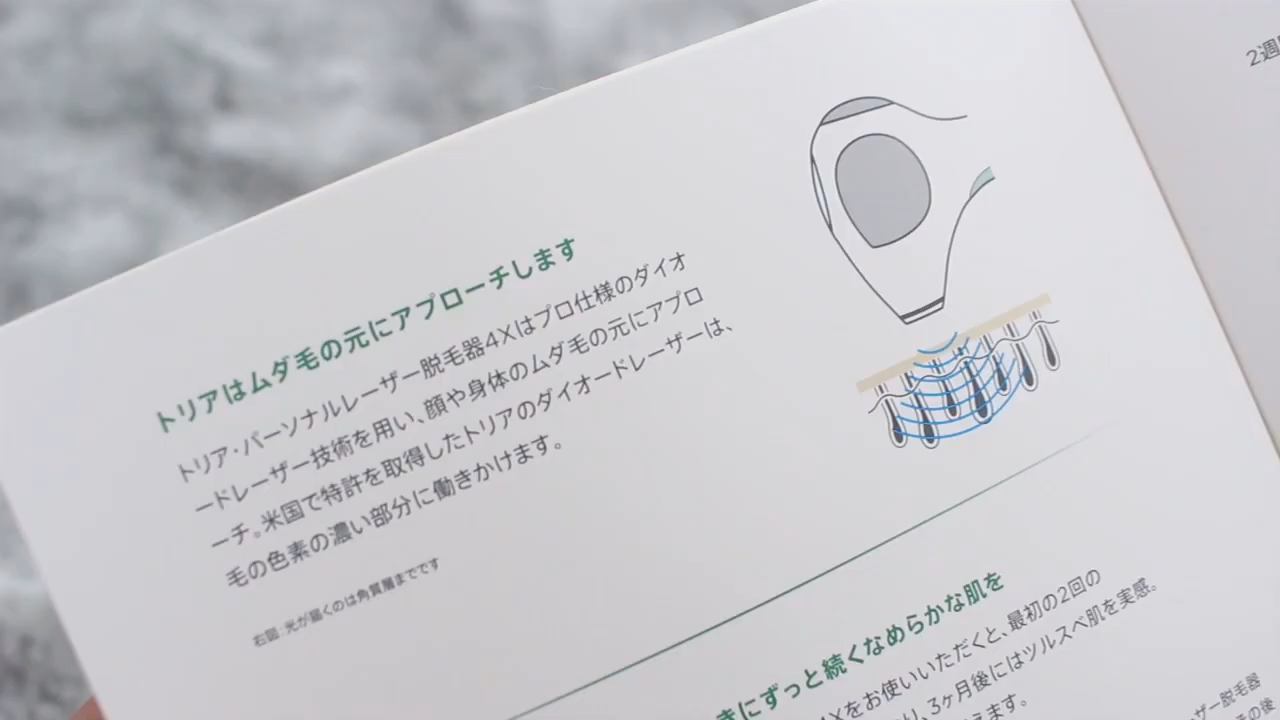 トリアはムダ毛の元にアプローチします
トリア・パーソナルレーザー脱毛器4Xはプロ仕様のダイオ
ードレーザー技術を用い、顔や身体のムダ毛の元にアプロ
ーチ。米国で特許を取得したトリアのダイオードレーザーは、
毛の色素の濃い部分に働きかけます。
右図:光が届くのは角質層までです
にずっと続くなめらかな肌を
4Xをお使いいただくと、最初の2回の
り、3ヶ月後にはツルスベ肌を実感。
えます。
ザー脱毛器
その後
2週